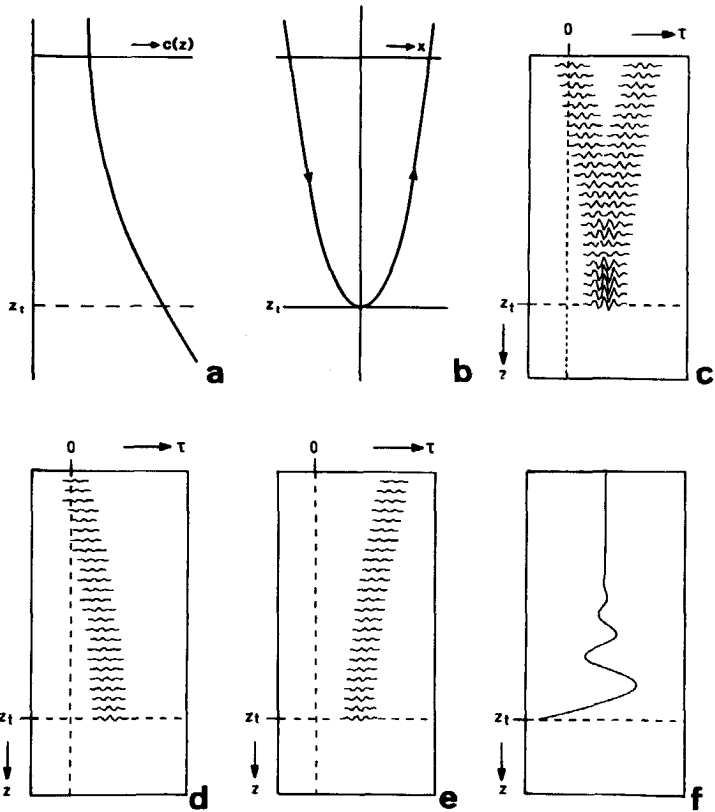 → c(z)
z_t
a
→ x
z_t
b
0 → τ
z_t
z
c
0 → τ
z_t
z
d
0 → τ
z_t
z
e
z_t
z
f